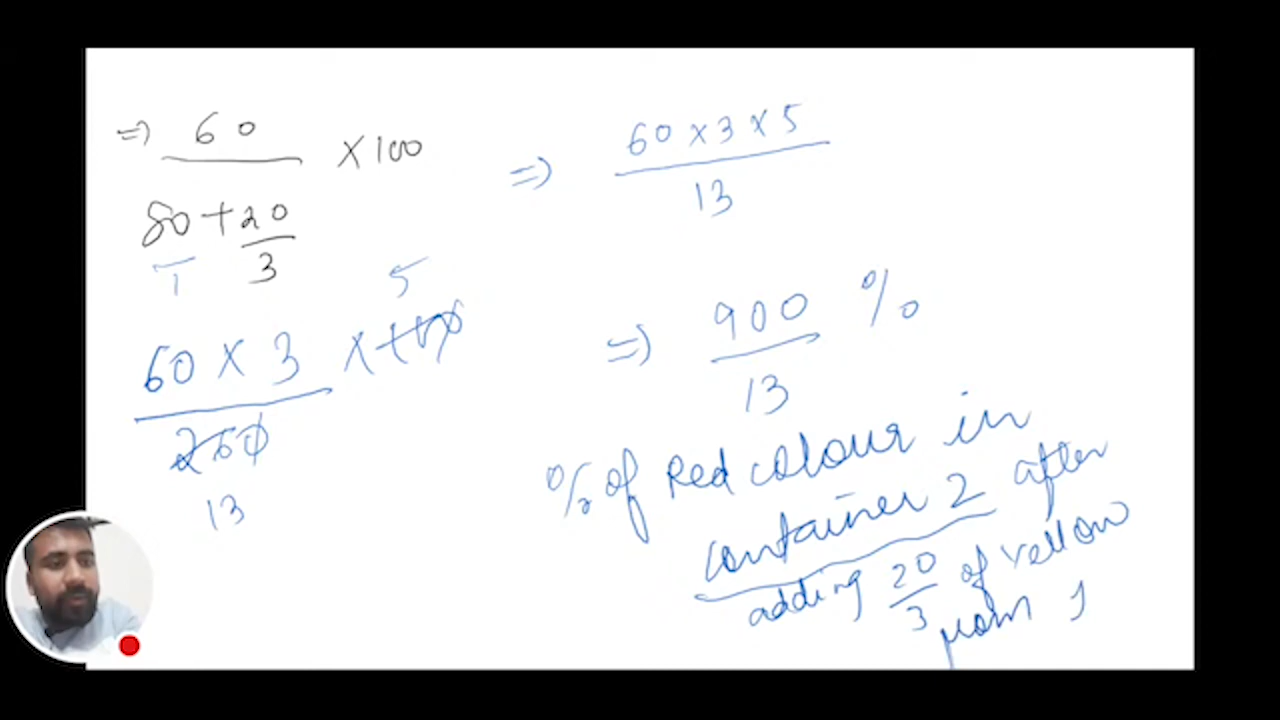 =) 60
80 + 20 × 100
1 3
60 × 3 × 100 5
260
13
=) 60 × 3 × 5
13
=) 900 %
13
% of Red colour in
container 2 after
adding 20 of Yellow
3
from 1